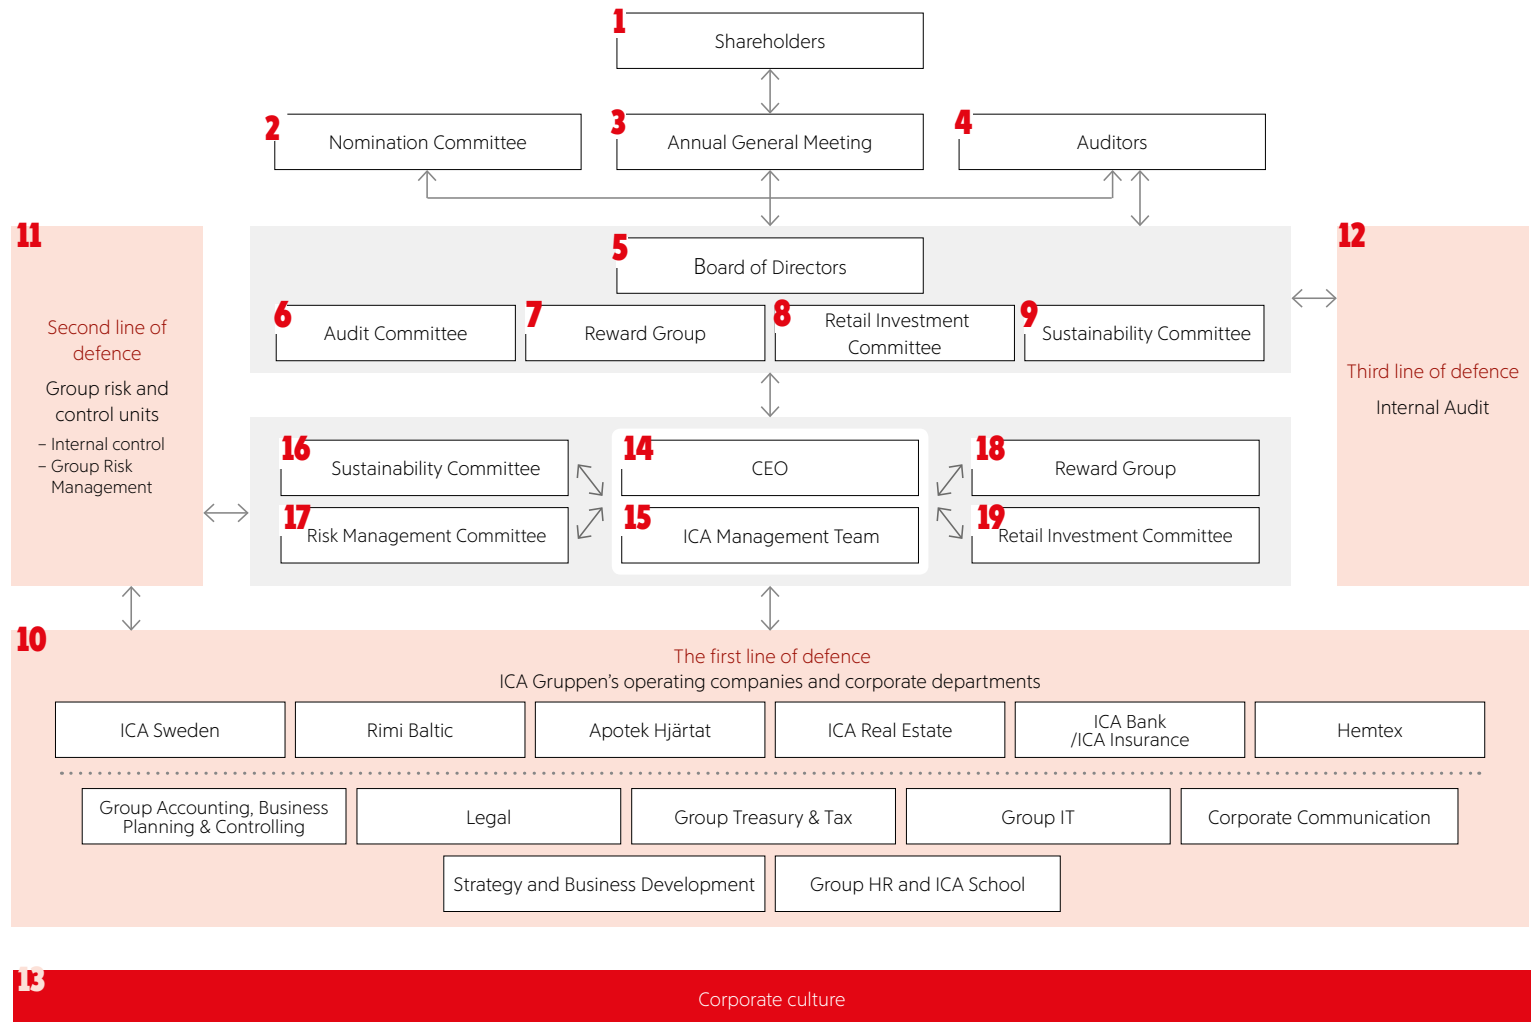 1
Shareholders
2
Nomination Committee
3
Annual General Meeting
4
Auditors
11
Second line of
defence
Group risk and
control units
– Internal control
– Group Risk
Management
5
Board of Directors
6
Audit Committee
7
Reward Group
8
Retail Investment
Committee
9
Sustainability Committee
12
Third line of defence
Internal Audit
16
Sustainability Committee
14
CEO
18
Reward Group
17
Risk Management Committee
15
ICA Management Team
19
Retail Investment Committee
10
The first line of defence
ICA Gruppen’s operating companies and corporate departments
ICA Sweden
Rimi Baltic
Apotek Hjärtat
ICA Real Estate
ICA Bank
/ICA Insurance
Hemtex
Group Accounting, Business
Planning & Controlling
Legal
Group Treasury & Tax
Group IT
Corporate Communication
Strategy and Business Development
Group HR and ICA School
13
Corporate culture